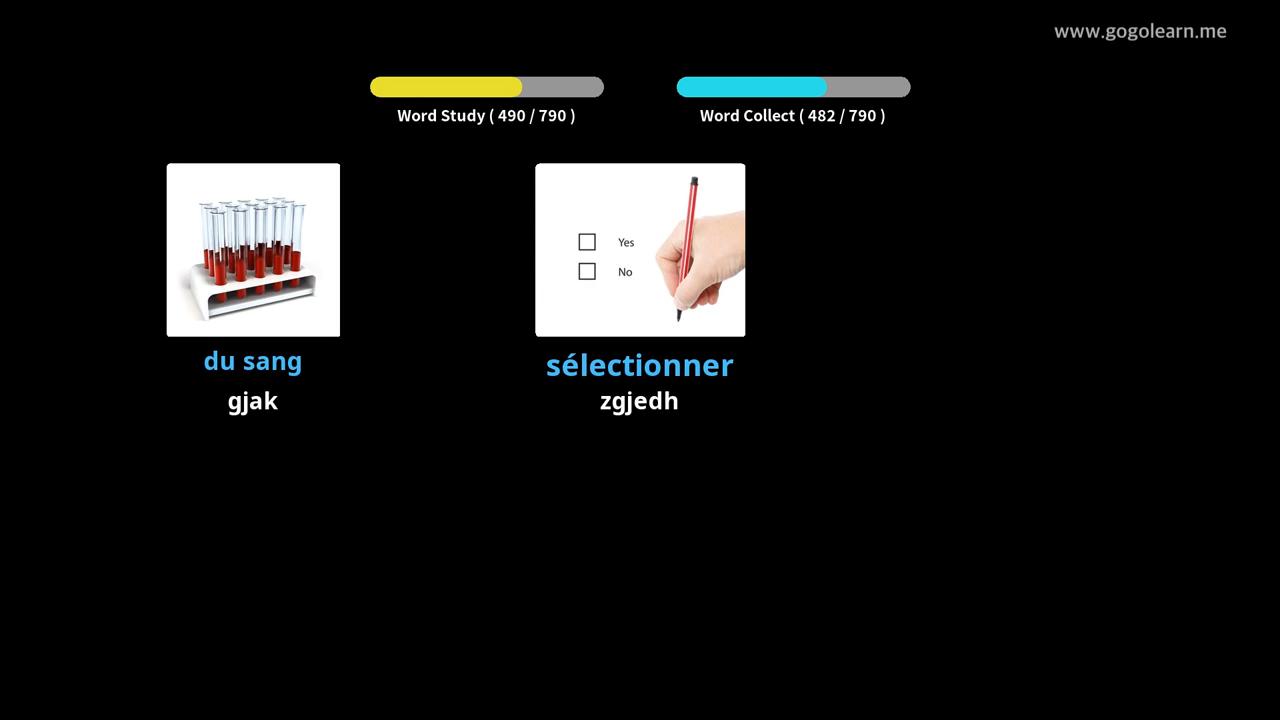 www.gogolearn.me
Word Study ( 490 / 790 )
Word Collect ( 482 / 790 )
Yes
No
du sang
gjak
sélectionner
zgjedh